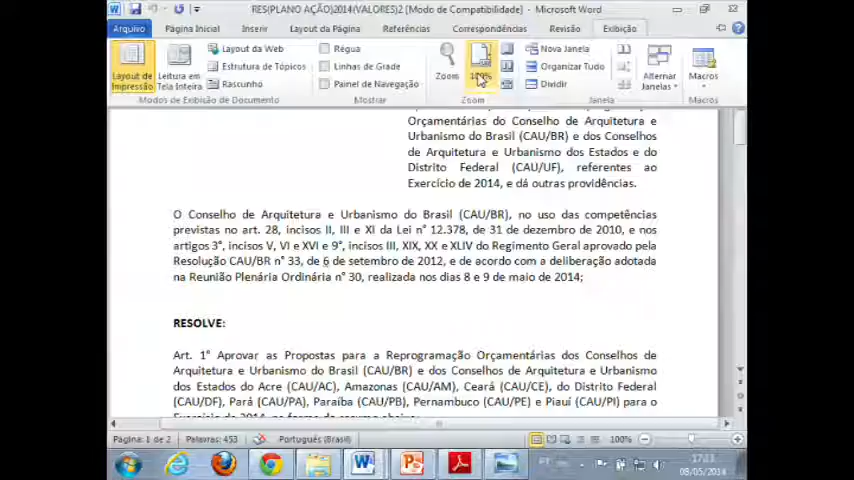 RES(PLANO AÇÃO)2014(VALORES)2 [Modo de Compatibilidade] - Microsoft Word
Arquivo Página Inicial Inserir Layout da Página Referências Correspondências Revisão Exibição
Layout de Impressão
Leitura em Tela Inteira
Layout da Web
Estrutura de Tópicos
Rascunho
Modos de Exibição de Documento
Régua
Linhas de Grade
Painel de Navegação
Mostrar
Zoom
100%
Zoom
Nova Janela
Organizar Tudo
Dividir
Alternar Janelas
Janela
Macros
Macros
Orçamentárias do Conselho de Arquitetura e
Urbanismo do Brasil (CAU/BR) e dos Conselhos
de Arquitetura e Urbanismo dos Estados e do
Distrito Federal (CAU/UF), referentes ao
Exercício de 2014, e dá outras providências.
O Conselho de Arquitetura e Urbanismo do Brasil (CAU/BR), no uso das competências
previstas no art. 28, incisos II, III e XI da Lei n° 12.378, de 31 de dezembro de 2010, e nos
artigos 3°, incisos V, VI e XVI e 9°, incisos III, XIX, XX e XLIV do Regimento Geral aprovado pela
Resolução CAU/BR n° 33, de 6 de setembro de 2012, e de acordo com a deliberação adotada
na Reunião Plenária Ordinária n° 30, realizada nos dias 8 e 9 de maio de 2014;
RESOLVE:
Art. 1° Aprovar as Propostas para a Reprogramação Orçamentárias dos Conselhos de
Arquitetura e Urbanismo do Brasil (CAU/BR) e dos Conselhos de Arquitetura e Urbanismo
dos Estados do Acre (CAU/AC), Amazonas (CAU/AM), Ceará (CAU/CE), do Distrito Federal
(CAU/DF), Pará (CAU/PA), Paraíba (CAU/PB), Pernambuco (CAU/PE) e Piauí (CAU/PI) para o
Exercício de 2014, na forma do resumo abaixo:
Página: 1 de 2 Palavras: 453 Português (Brasil) 100%
PT
08/05/2014